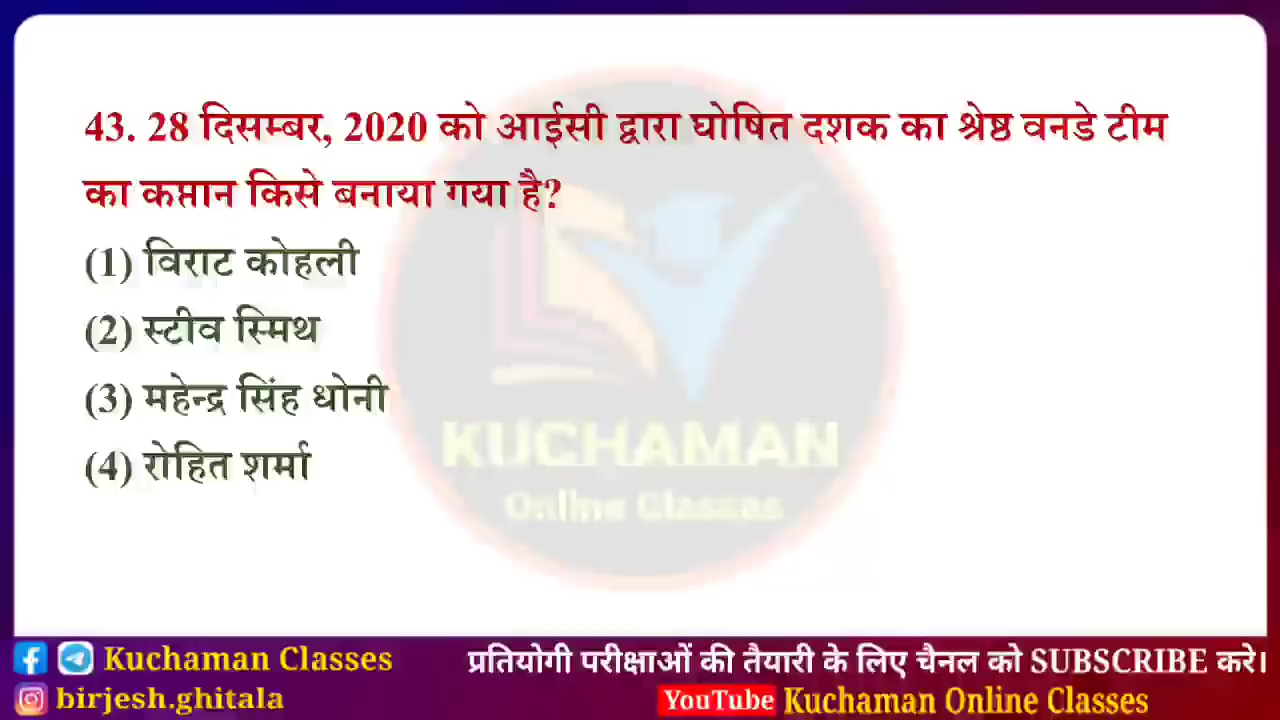 43. 28 दिसम्बर, 2020 को आईसी द्वारा घोषित दशक का श्रेष्ठ वनडे टीम
का कप्तान किसे बनाया गया है?
(1) विराट कोहली
(2) स्टीव स्मिथ
(3) महेन्द्र सिंह धोनी
(4) रोहित शर्मा
KUCHAMAN
Online Classes
Kuchaman Classes
प्रतियोगी परीक्षाओं की तैयारी के लिए चैनल को SUBSCRIBE करे।
birjesh.ghitala
YouTube Kuchaman Online Classes